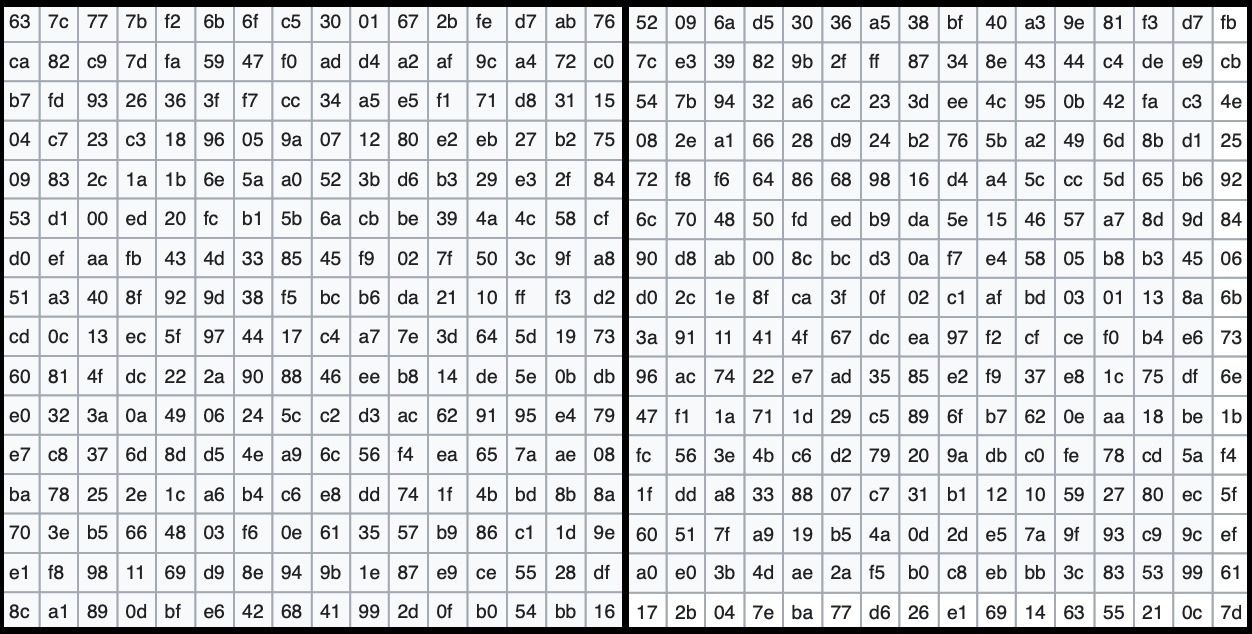 63 7c 77 7b f2 6b 6f c5 30 01 67 2b fe d7 ab 76
ca 82 c9 7d fa 59 47 f0 ad d4 a2 af 9c a4 72 c0
b7 fd 93 26 36 3f f7 cc 34 a5 e5 f1 71 d8 31 15
04 c7 23 c3 18 96 05 9a 07 12 80 e2 eb 27 b2 75
09 83 2c 1a 1b 6e 5a a0 52 3b d6 b3 29 e3 2f 84
53 d1 00 ed 20 fc b1 5b 6a cb be 39 4a 4c 58 cf
d0 ef aa fb 43 4d 33 85 45 f9 02 7f 50 3c 9f a8
51 a3 40 8f 92 9d 38 f5 bc b6 da 21 10 ff f3 d2
cd 0c 13 ec 5f 97 44 17 c4 a7 7e 3d 64 5d 19 73
60 81 4f dc 22 2a 90 88 46 ee b8 14 de 5e 0b db
e0 32 3a 0a 49 06 24 5c c2 d3 ac 62 91 95 e4 79
e7 c8 37 6d 8d d5 4e a9 6c 56 f4 ea 65 7a ae 08
ba 78 25 2e 1c a6 b4 c6 e8 dd 74 1f 4b bd 8b 8a
70 3e b5 66 48 03 f6 0e 61 35 57 b9 86 c1 1d 9e
e1 f8 98 11 69 d9 8e 94 9b 1e 87 e9 ce 55 28 df
8c a1 89 0d bf e6 42 68 41 99 2d 0f b0 54 bb 16
52 09 6a d5 30 36 a5 38 bf 40 a3 9e 81 f3 d7 fb
7c e3 39 82 9b 2f ff 87 34 8e 43 44 c4 de e9 cb
54 7b 94 32 a6 c2 23 3d ee 4c 95 0b 42 fa c3 4e
08 2e a1 66 28 d9 24 b2 76 5b a2 49 6d 8b d1 25
72 f8 f6 64 86 68 98 16 d4 a4 5c cc 5d 65 b6 92
6c 70 48 50 fd ed b9 da 5e 15 46 57 a7 8d 9d 84
90 d8 ab 00 8c bc d3 0a f7 e4 58 05 b8 b3 45 06
d0 2c 1e 8f ca 3f 0f 02 c1 af bd 03 01 13 8a 6b
3a 91 11 41 4f 67 dc ea 97 f2 cf ce f0 b4 e6 73
96 ac 74 22 e7 ad 35 85 e2 f9 37 e8 1c 75 df 6e
47 f1 1a 71 1d 29 c5 89 6f b7 62 0e aa 18 be 1b
fc 56 3e 4b c6 d2 79 20 9a db c0 fe 78 cd 5a f4
1f dd a8 33 88 07 c7 31 b1 12 10 59 27 80 ec 5f
60 51 7f a9 19 b5 4a 0d 2d e5 7a 9f 93 c9 9c ef
a0 e0 3b 4d ae 2a f5 b0 c8 eb bb 3c 83 53 99 61
17 2b 04 7e ba 77 d6 26 e1 69 14 63 55 21 0c 7d